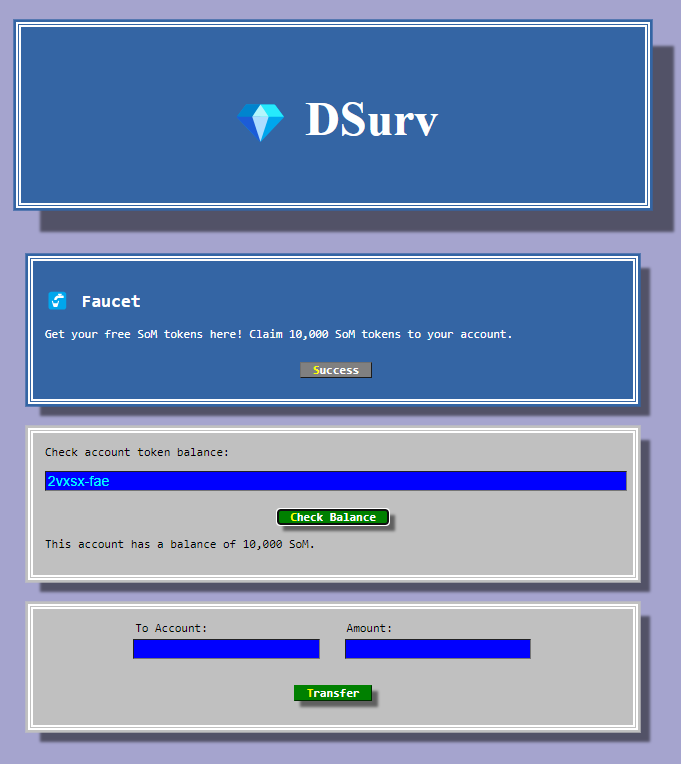 DSurv
Faucet
Get your free SoM tokens here! Claim 10,000 SoM tokens to your account.
Success
Check account token balance:
2vxsx-fae
Check Balance
This account has a balance of 10,000 SoM.
To Account: Amount:
Transfer